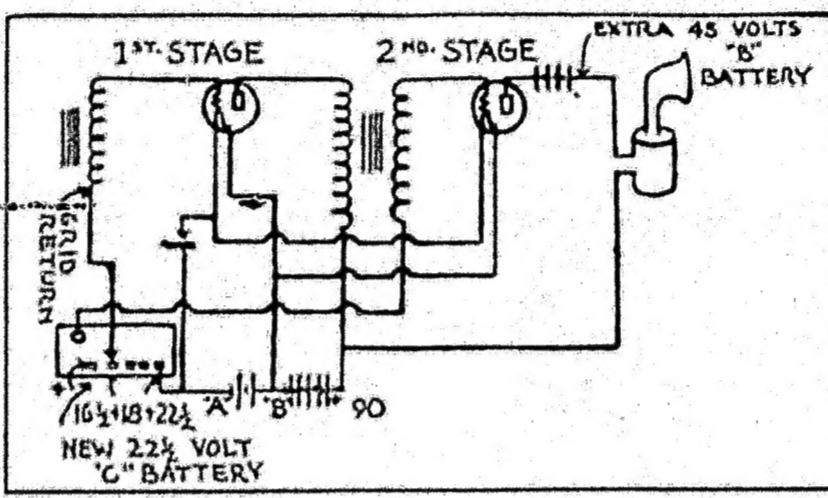 1ST. STAGE
2ND. STAGE
EXTRA 45 VOLTS
"B"
BATTERY
GRID
RETURN
+
16½+18+22½
"A"
"B"
+
90
NEW 22½ VOLT
"C" BATTERY